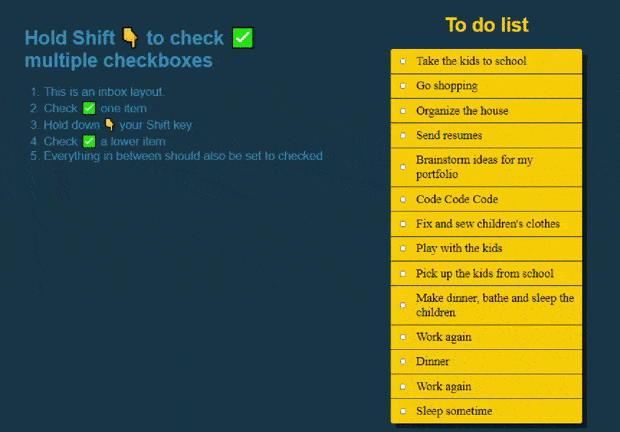 Hold Shift 👇 to check ✅
multiple checkboxes
1. This is an inbox layout.
2. Check ✅ one item
3. Hold down 👇 your Shift key
4. Check ✅ a lower item
5. Everything in between should also be set to checked
To do list
Take the kids to school
Go shopping
Organize the house
Send resumes
Brainstorm ideas for my
portfolio
Code Code Code
Fix and sew children's clothes
Play with the kids
Pick up the kids from school
Make dinner, bathe and sleep the
children
Work again
Dinner
Work again
Sleep sometime